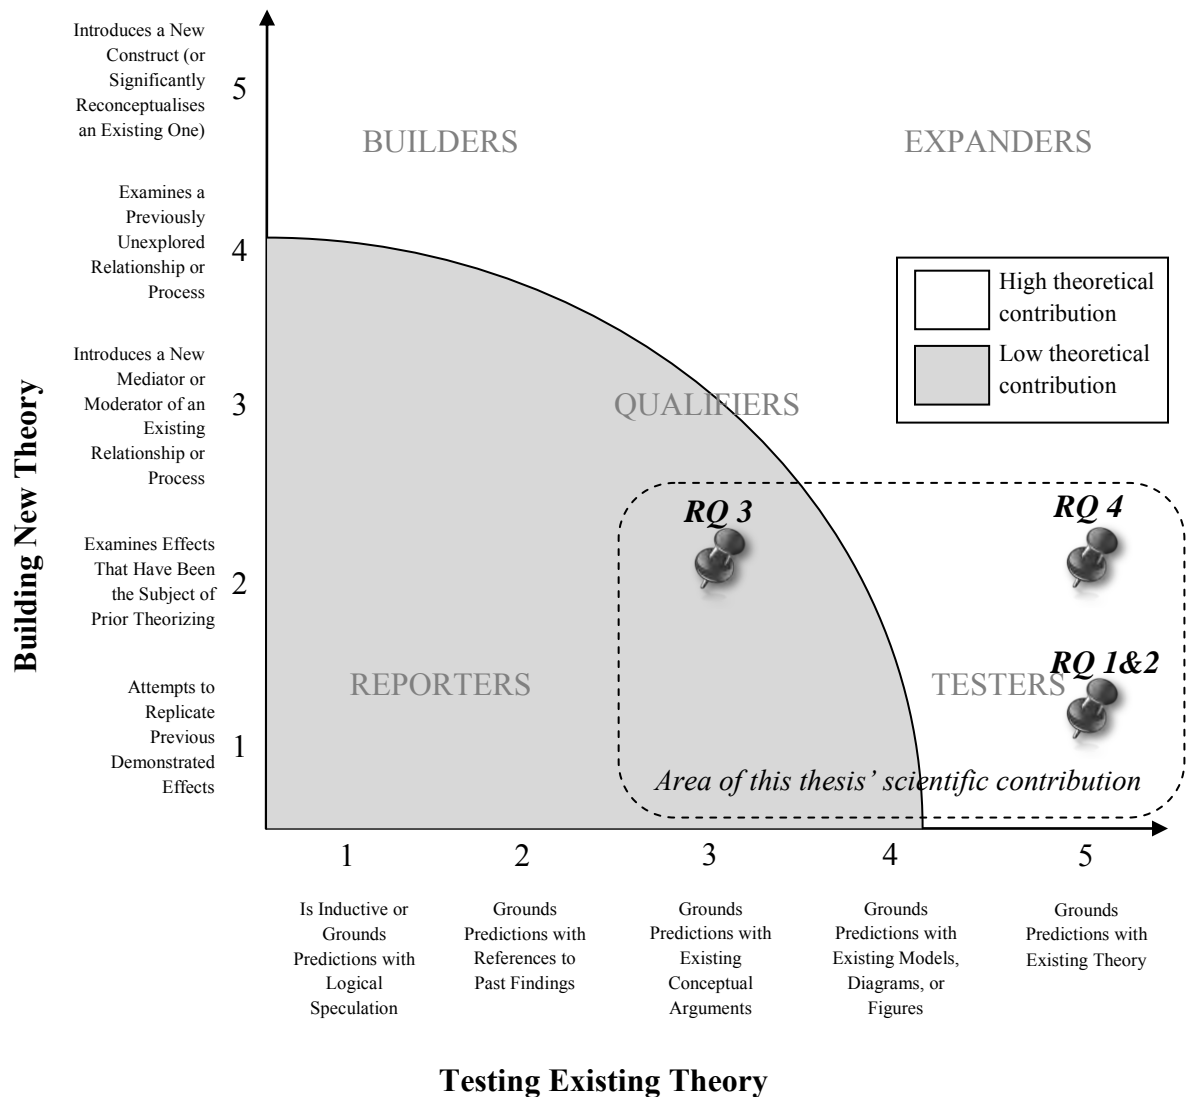 Introduces a New
Construct (or
Significantly
Reconceptualises
an Existing One)
5
BUILDERS
EXPANDERS
Examines a
Previously
Unexplored
Relationship or
Process
4
High theoretical
contribution
Low theoretical
contribution
Introduces a New
Mediator or
Moderator of an
Existing
Relationship or
Process
3
QUALIFIERS
Building New Theory
RQ 3
RQ 4
Examines Effects
That Have Been
the Subject of
Prior Theorizing
2
REPORTERS
TESTERS
RQ 1&2
Attempts to
Replicate
Previous
Demonstrated
Effects
1
Area of this thesis’ scientific contribution
1
2
3
4
5
Is Inductive or
Grounds
Predictions with
Logical
Speculation
Grounds
Predictions with
References to
Past Findings
Grounds
Predictions with
Existing
Conceptual
Arguments
Grounds
Predictions with
Existing Models,
Diagrams, or
Figures
Grounds
Predictions with
Existing Theory
Testing Existing Theory